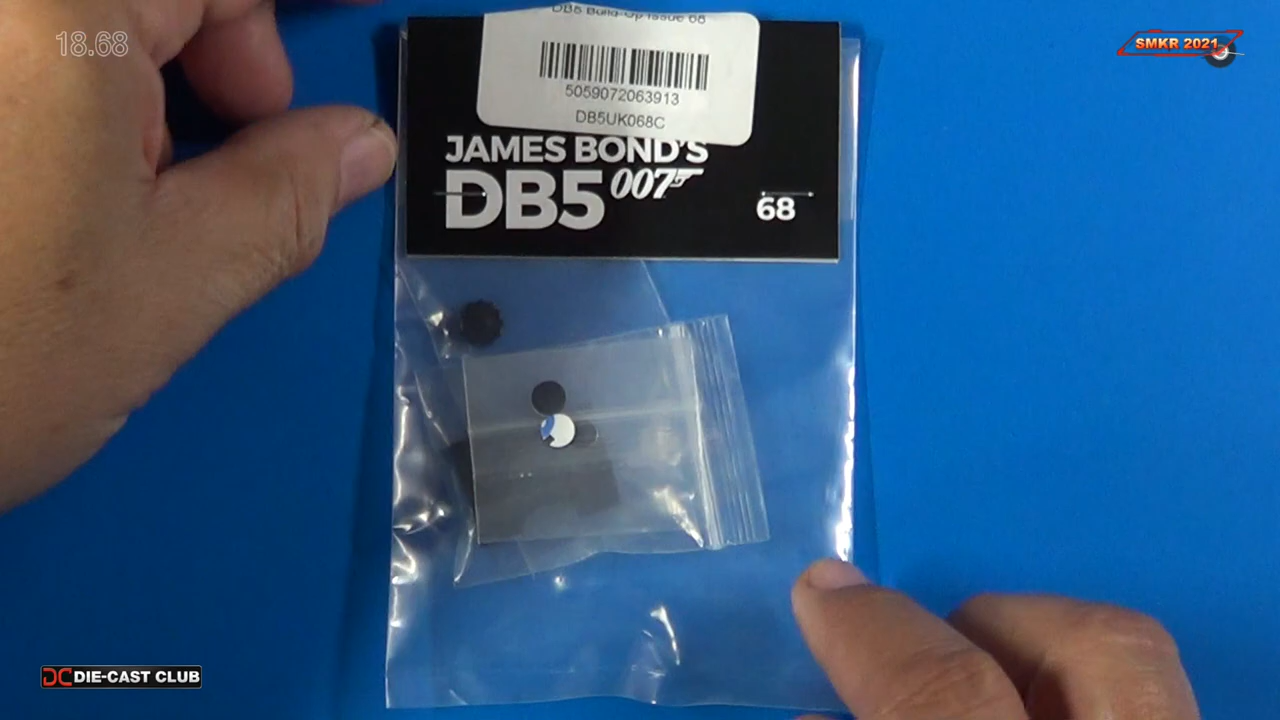 18.68
SMKR 2021
DB5 Build-Up Issue 68
5059072063913
DB5UK068C
JAMES BOND'S
DB5 007
68
DC DIE-CAST CLUB